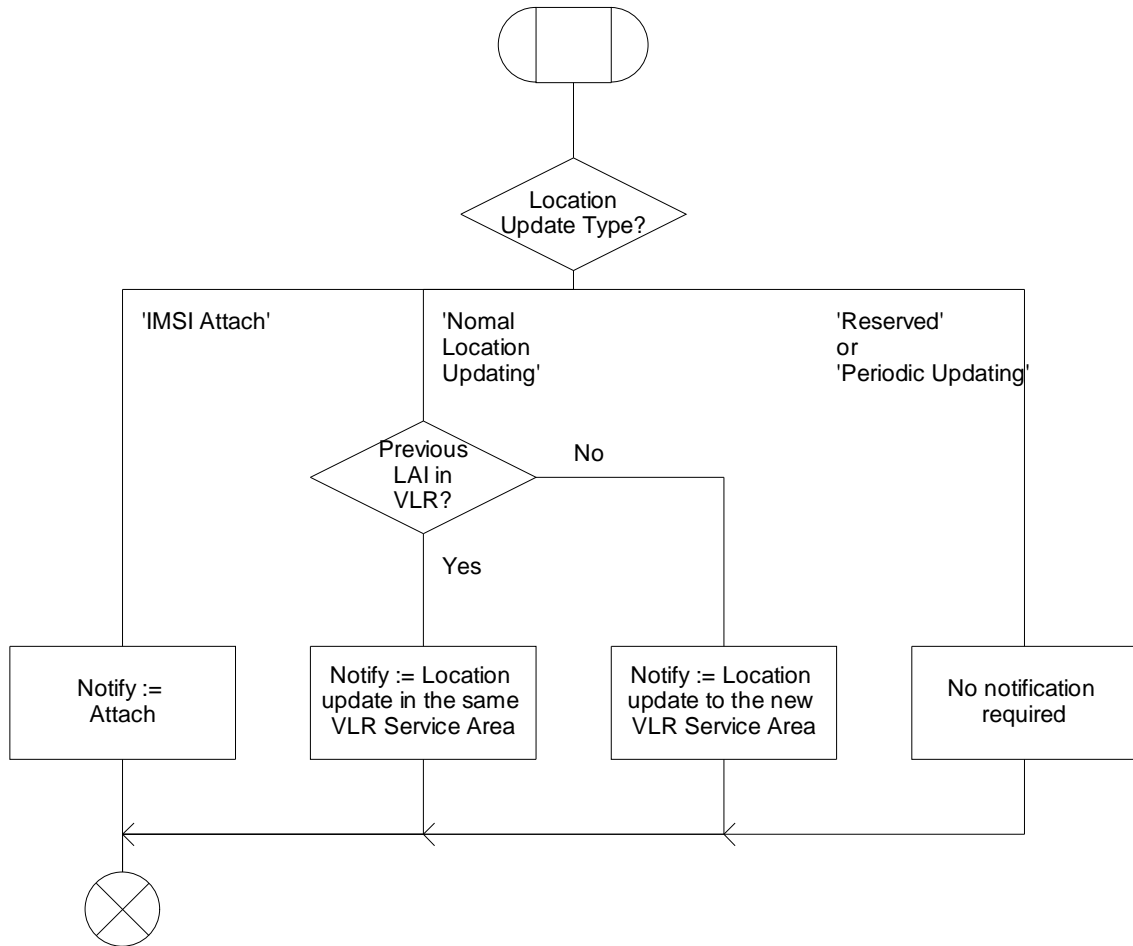 Location
Update Type?
'IMSI Attach'
'Nomal
Location
Updating'
'Reserved'
or
'Periodic Updating'
Previous
LAI in
VLR?
No
Yes
Notify :=
Attach
Notify := Location
update in the same
VLR Service Area
Notify := Location
update to the new
VLR Service Area
No notification
required